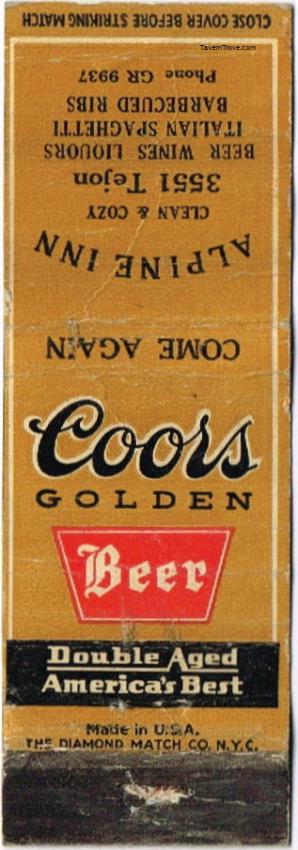 CLOSE COVER BEFORE STRIKING MATCH
TavernTrove.com
Phone GR 9937
BARBECUED RIBS
ITALIAN SPAGHETTI
BEER WINES LIQUORS
3551 Tejon
CLEAN & COZY
ALPINE INN
COME AGAIN
Coors
GOLDEN
Beer
Double Aged
America's Best
Made in U.S.A.
THE DIAMOND MATCH CO. N.Y.C.